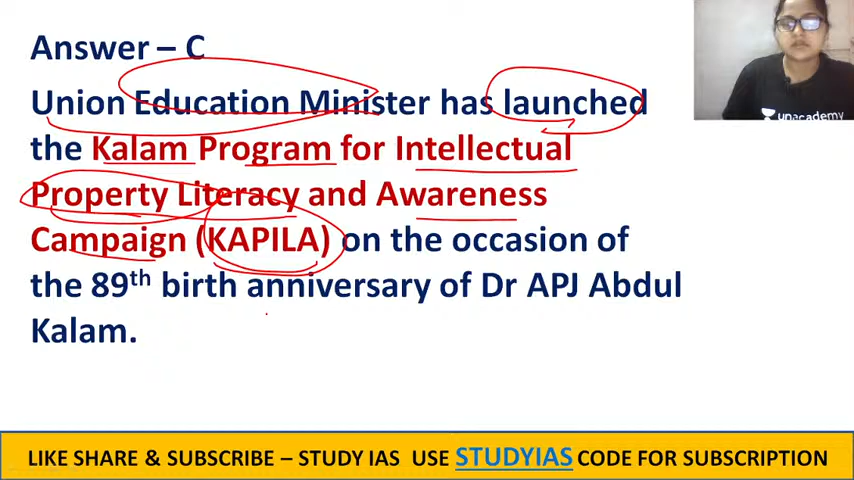 Answer – C
unacademy
Union Education Minister has launched
the Kalam Program for Intellectual
Property Literacy and Awareness
Campaign (KAPILA) on the occasion of
the 89th birth anniversary of Dr APJ Abdul
Kalam.
LIKE SHARE & SUBSCRIBE – STUDY IAS USE STUDYIAS CODE FOR SUBSCRIPTION